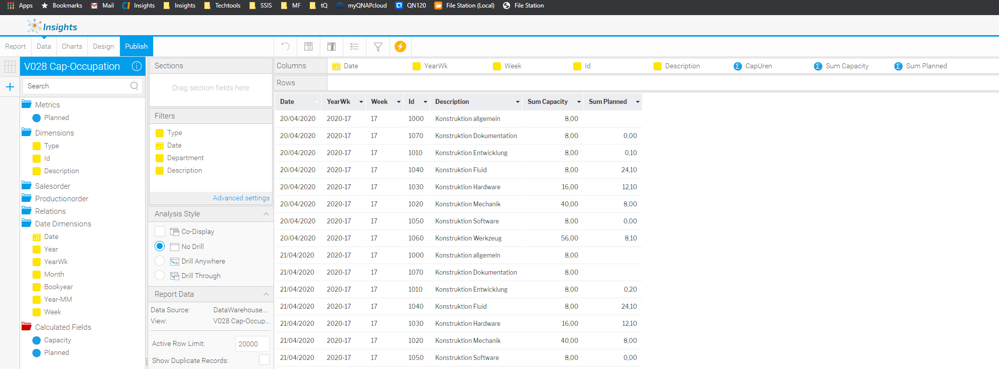 Apps Bookmarks Mail Insights Insights Techtools SSIS MF tQ myQNAPcloud QN120 File Station (Local) File Station
Insights
Report Data Charts Design Publish
V028 Cap-Occupation
Search
Metrics
Planned
Dimensions
Type
Id
Description
Salesorder
Productionorder
Relations
Date Dimensions
Date
Year
YearWk
Month
Bookyear
Year-MM
Week
Calculated Fields
Capacity
Planned
Sections
Drag section fields here
Filters
Type
Date
Department
Description
Advanced settings
Analysis Style
Co-Display
No Drill
Drill Anywhere
Drill Through
Report Data
Data Source: DataWarehouse...
View: V028 Cap-Occup...
Active Row Limit: 20000
Show Duplicate Records:
Columns Date YearWk Week Id Description CapUren Sum Capacity Sum Planned
Rows
Date YearWk Week Id Description Sum Capacity Sum Planned
20/04/2020 2020-17 17 1000 Konstruktion allgemein 8,00
20/04/2020 2020-17 17 1070 Konstruktion Dokumentation 8,00 0,00
20/04/2020 2020-17 17 1010 Konstruktion Entwicklung 8,00 0,10
20/04/2020 2020-17 17 1040 Konstruktion Fluid 8,00 24,10
20/04/2020 2020-17 17 1030 Konstruktion Hardware 16,00 12,10
20/04/2020 2020-17 17 1020 Konstruktion Mechanik 40,00 8,00
20/04/2020 2020-17 17 1050 Konstruktion Software 8,00 0,00
20/04/2020 2020-17 17 1060 Konstruktion Werkzeug 56,00 8,10
21/04/2020 2020-17 17 1000 Konstruktion allgemein 8,00
21/04/2020 2020-17 17 1070 Konstruktion Dokumentation 8,00
21/04/2020 2020-17 17 1010 Konstruktion Entwicklung 8,00 0,20
21/04/2020 2020-17 17 1040 Konstruktion Fluid 8,00 24,10
21/04/2020 2020-17 17 1030 Konstruktion Hardware 16,00 12,10
21/04/2020 2020-17 17 1020 Konstruktion Mechanik 40,00 8,00
21/04/2020 2020-17 17 1050 Konstruktion Software 8,00 0,00